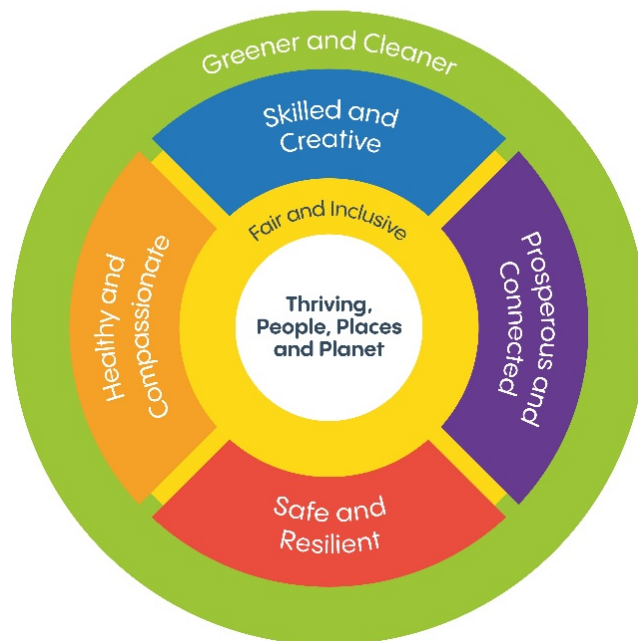 Greener and Cleaner
Skilled and
Creative
Fair and Inclusive
Healthy and
Compassionate
Thriving,
People, Places
and Planet
Prosperous and
Connected
Safe and
Resilient